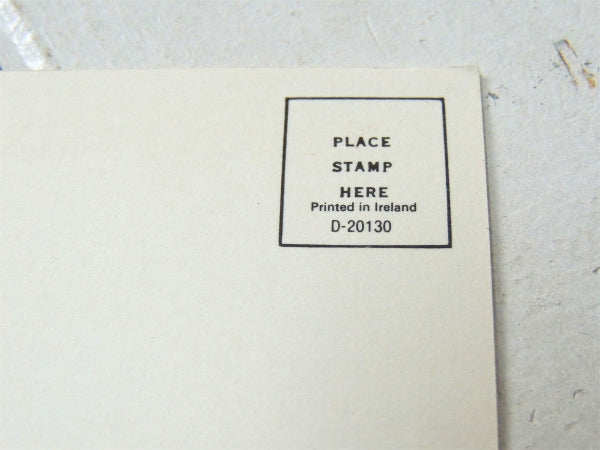 PLACE
STAMP
HERE
Printed in Ireland
D-20130